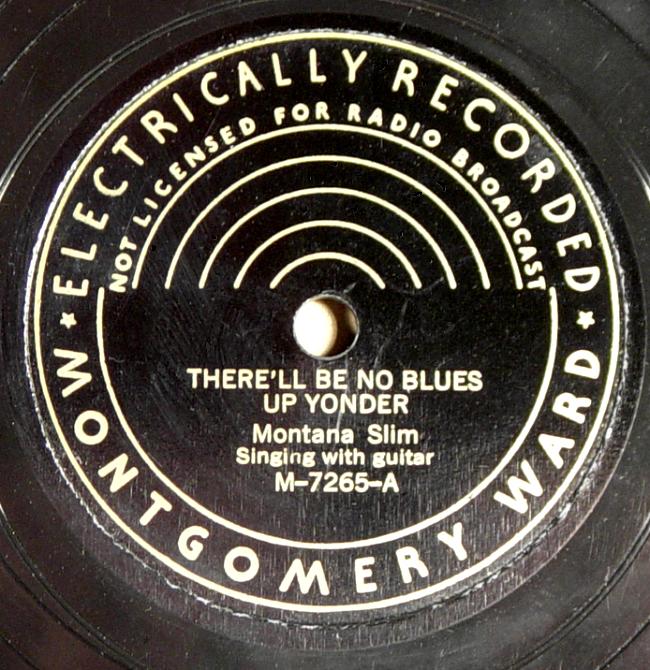 ELECTRICALLY RECORDED
NOT LICENSED FOR RADIO BROADCAST
THERE'LL BE NO BLUES
UP YONDER
Montana Slim
Singing with guitar
M-7265-A
★ MONTGOMERY WARD ★